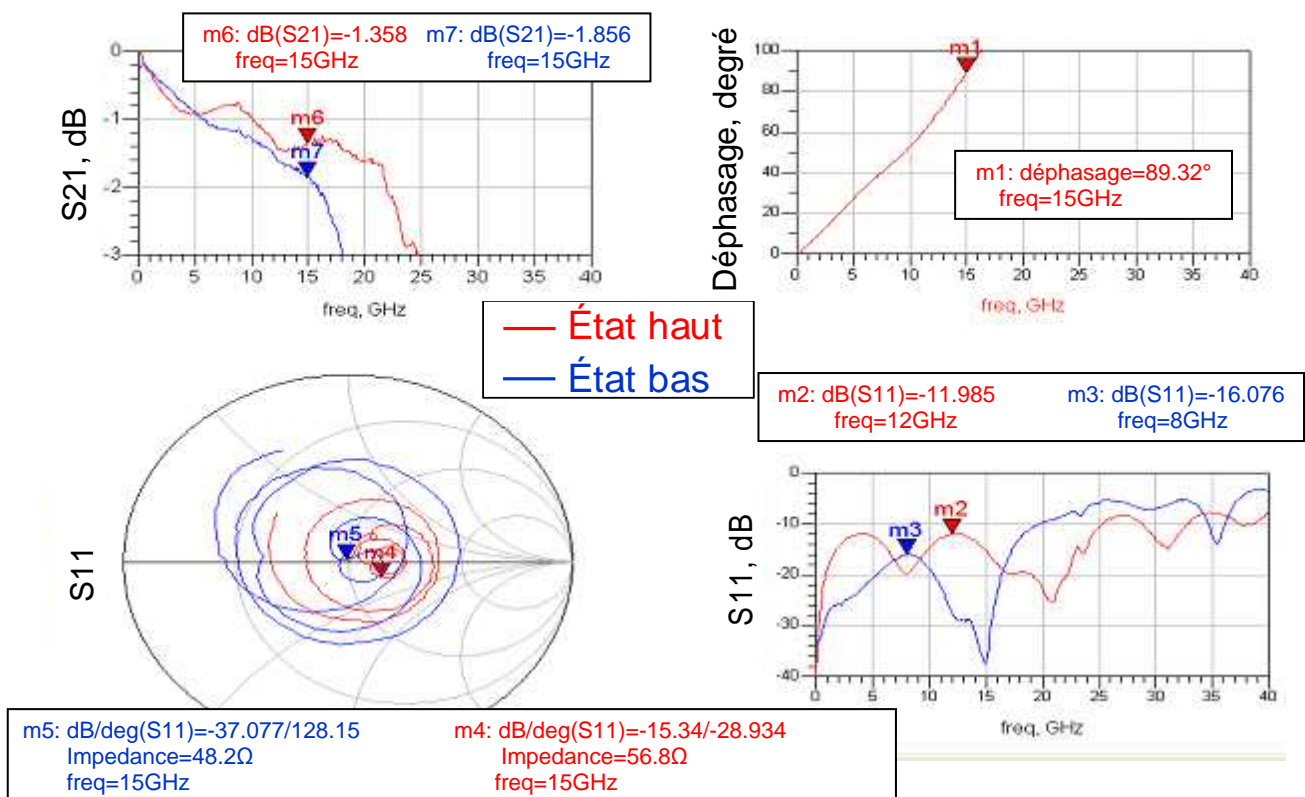 m6: dB(S21)=-1.358 m7: dB(S21)=-1.856
freq=15GHz freq=15GHz
S21, dB
0
-1
-2
-3
m6
m7
0 5 10 15 20 25 30 35 40
freq, GHz
Déphasage, degré
100
80
60
40
20
0
m1
m1: déphasage=89.32°
freq=15GHz
0 5 10 15 20 25 30 35 40
freq, GHz
État haut
État bas
S11
m5
m4
m5: dB/deg(S11)=-37.077/128.15
Impedance=48.2Ω
freq=15GHz
m4: dB/deg(S11)=-15.34/-28.934
Impedance=56.8Ω
freq=15GHz
m2: dB(S11)=-11.985 m3: dB(S11)=-16.076
freq=12GHz freq=8GHz
S11, dB
0
-10
-20
-30
-40
m3
m2
0 5 10 15 20 25 30 35 40
freq, GHz